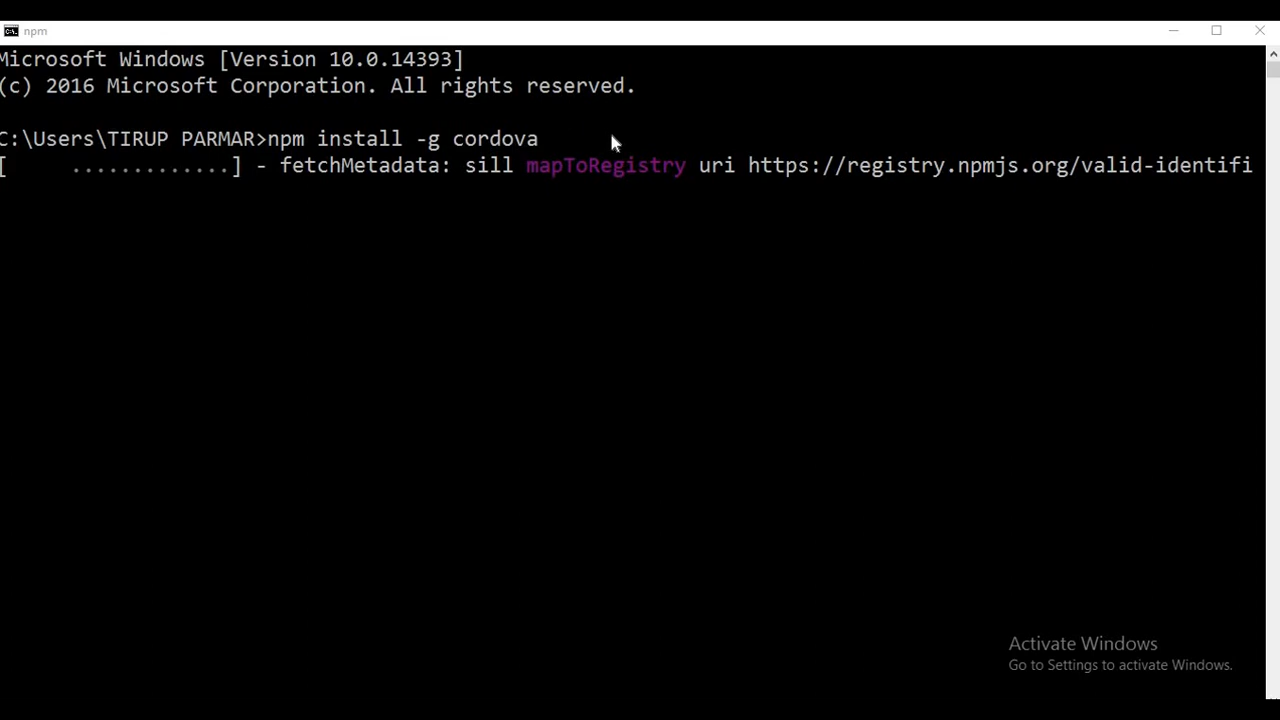 npm
Microsoft Windows [Version 10.0.14393]
(c) 2016 Microsoft Corporation. All rights reserved.
C:\Users\TIRUP PARMAR>npm install -g cordova
[      .............] - fetchMetadata: sill mapToRegistry uri https://registry.npmjs.org/valid-identifi
Activate Windows
Go to Settings to activate Windows.